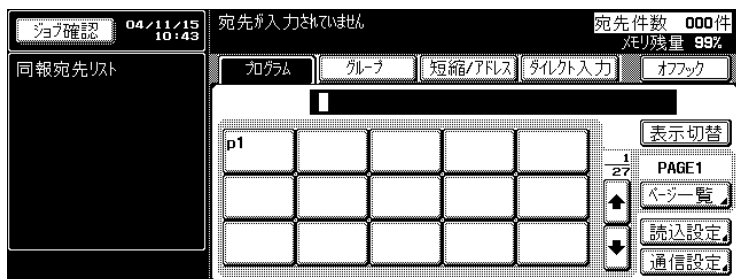 ジョブ確認 04/11/15 10:43
宛先が入力されていません
宛先件数 000件
メモリ残量 99%
同報宛先リスト
プログラム グループ 短縮/アドレス ダイレクト入力 オフフック
表示切替
p1
1/27 PAGE1
ページ一覧
読込設定
通信設定